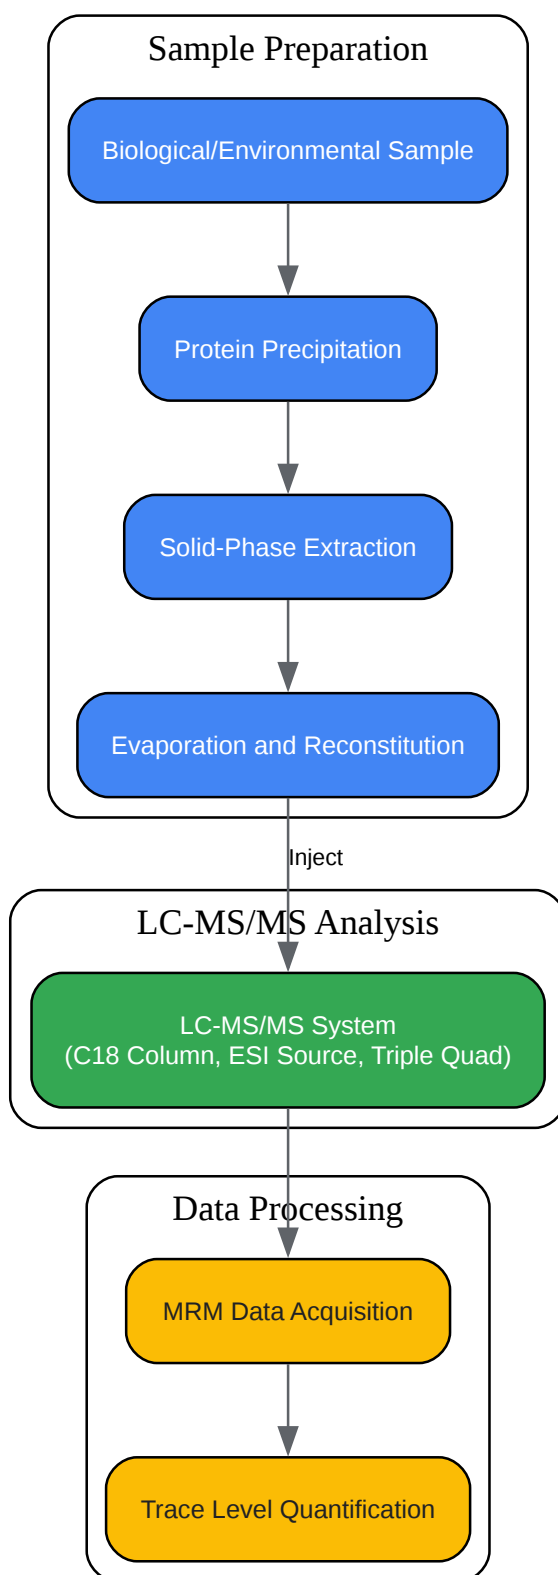 Sample Preparation
Biological/Environmental Sample
Protein Precipitation
Solid-Phase Extraction
Evaporation and Reconstitution
Inject
LC-MS/MS Analysis
LC-MS/MS System
(C18 Column, ESI Source, Triple Quad)
Data Processing
MRM Data Acquisition
Trace Level Quantification